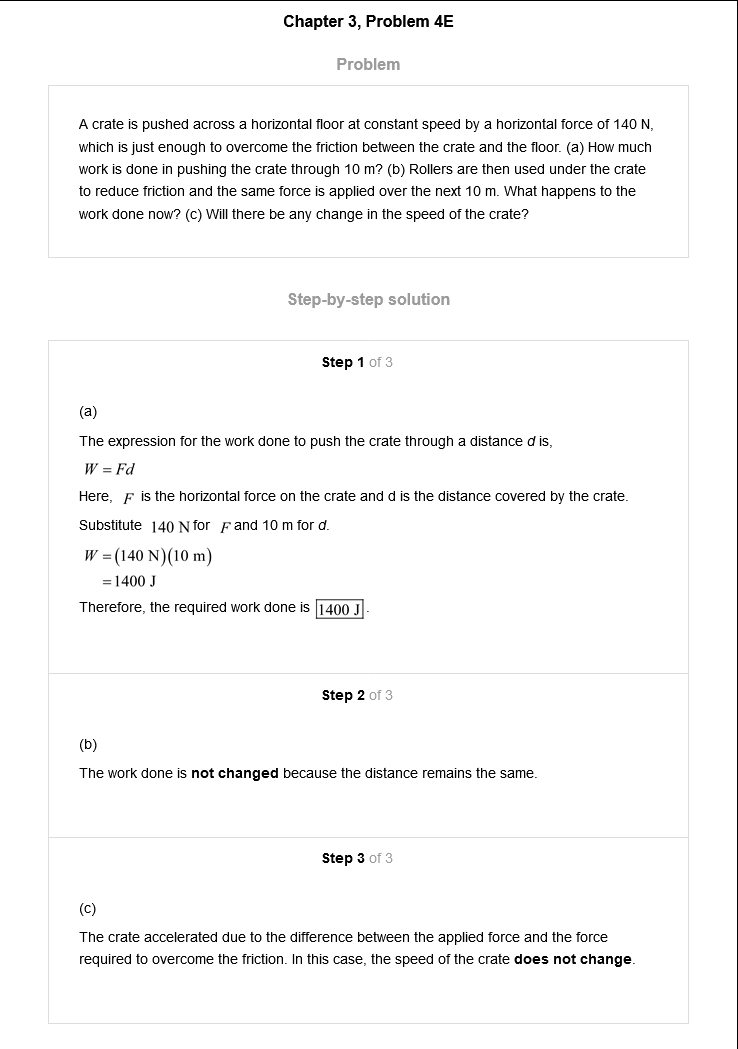 Chapter 3, Problem 4E
Problem
A crate is pushed across a horizontal floor at constant speed by a horizontal force of 140 N,
which is just enough to overcome the friction between the crate and the floor. (a) How much
work is done in pushing the crate through 10 m? (b) Rollers are then used under the crate
to reduce friction and the same force is applied over the next 10 m. What happens to the
work done now? (c) Will there be any change in the speed of the crate?
Step-by-step solution
Step 1 of 3
(a)
The expression for the work done to push the crate through a distance d is,
W = Fd
Here, F is the horizontal force on the crate and d is the distance covered by the crate.
Substitute 140 N for F and 10 m for d.
W = (140 N)(10 m)
= 1400 J
Therefore, the required work done is 1400 J.
Step 2 of 3
(b)
The work done is not changed because the distance remains the same.
Step 3 of 3
(c)
The crate accelerated due to the difference between the applied force and the force
required to overcome the friction. In this case, the speed of the crate does not change.